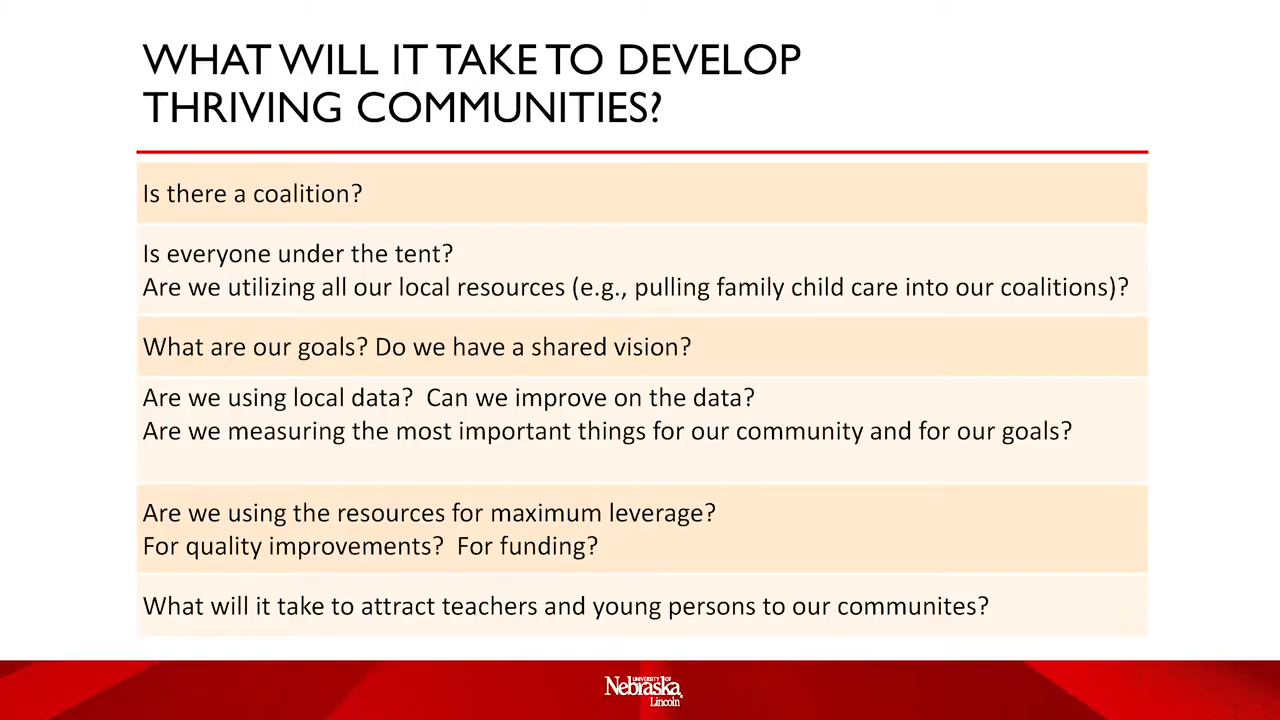 WHAT WILL IT TAKE TO DEVELOP
THRIVING COMMUNITIES?
Is there a coalition?
Is everyone under the tent?
Are we utilizing all our local resources (e.g., pulling family child care into our coalitions)?
What are our goals? Do we have a shared vision?
Are we using local data?  Can we improve on the data?
Are we measuring the most important things for our community and for our goals?
Are we using the resources for maximum leverage?
For quality improvements?  For funding?
What will it take to attract teachers and young persons to our communites?
UNIVERSITY OF
Nebraska
Lincoln